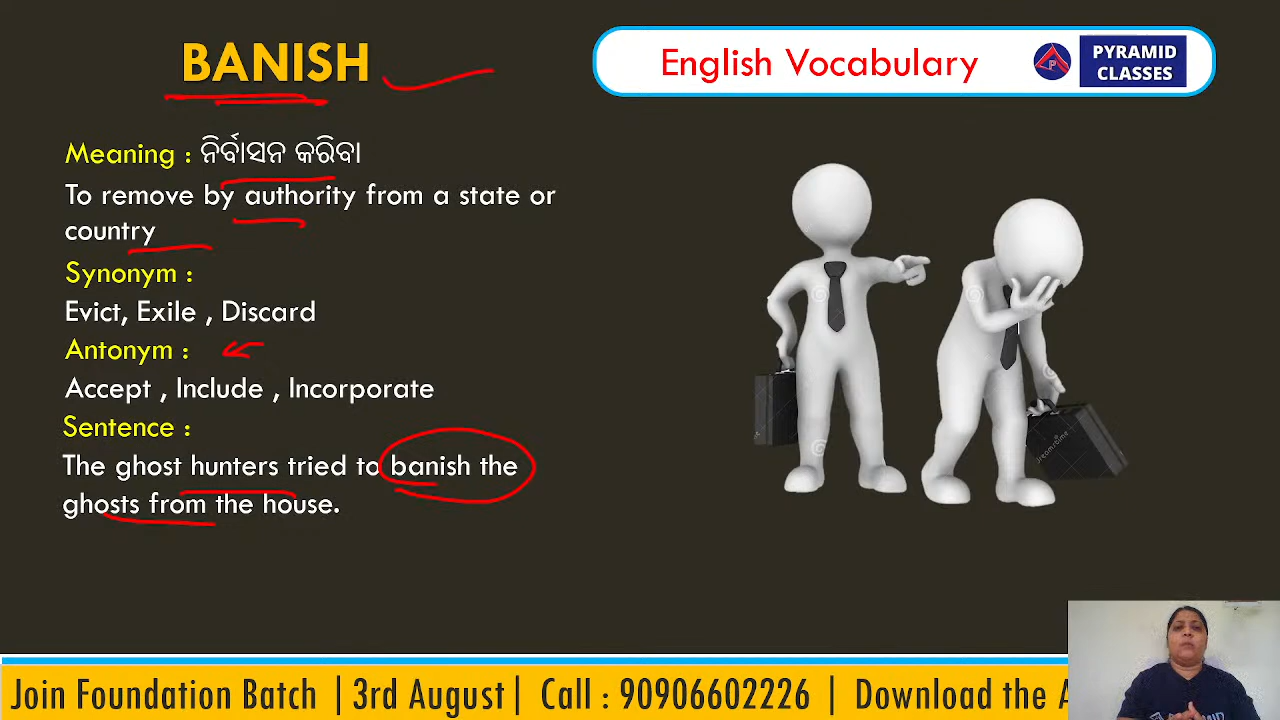 BANISH
English Vocabulary
PYRAMID
CLASSES
Meaning : ନିର୍ବାସନ କରିବା
To remove by authority from a state or
country
Synonym :
Evict, Exile , Discard
Antonym :
Accept , Include , Incorporate
Sentence :
The ghost hunters tried to banish the
ghosts from the house.
Join Foundation Batch | 3rd August | Call : 90906602226 | Download the A